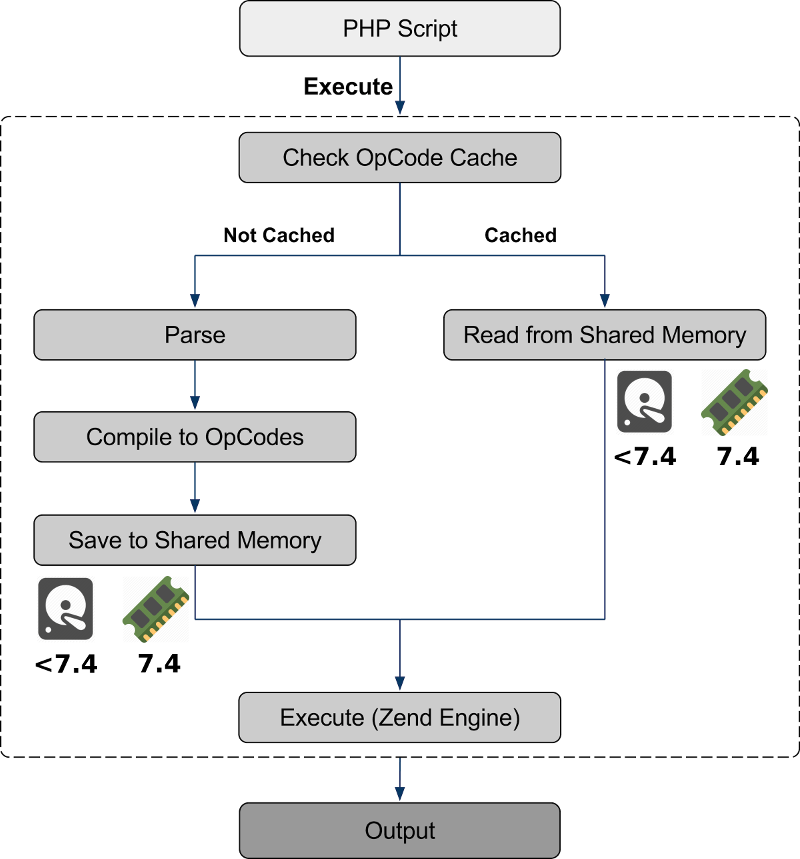 PHP Script
Execute
Check OpCode Cache
Not Cached
Cached
Parse
Read from Shared Memory
<7.4
7.4
Compile to OpCodes
Save to Shared Memory
<7.4
7.4
Execute (Zend Engine)
Output